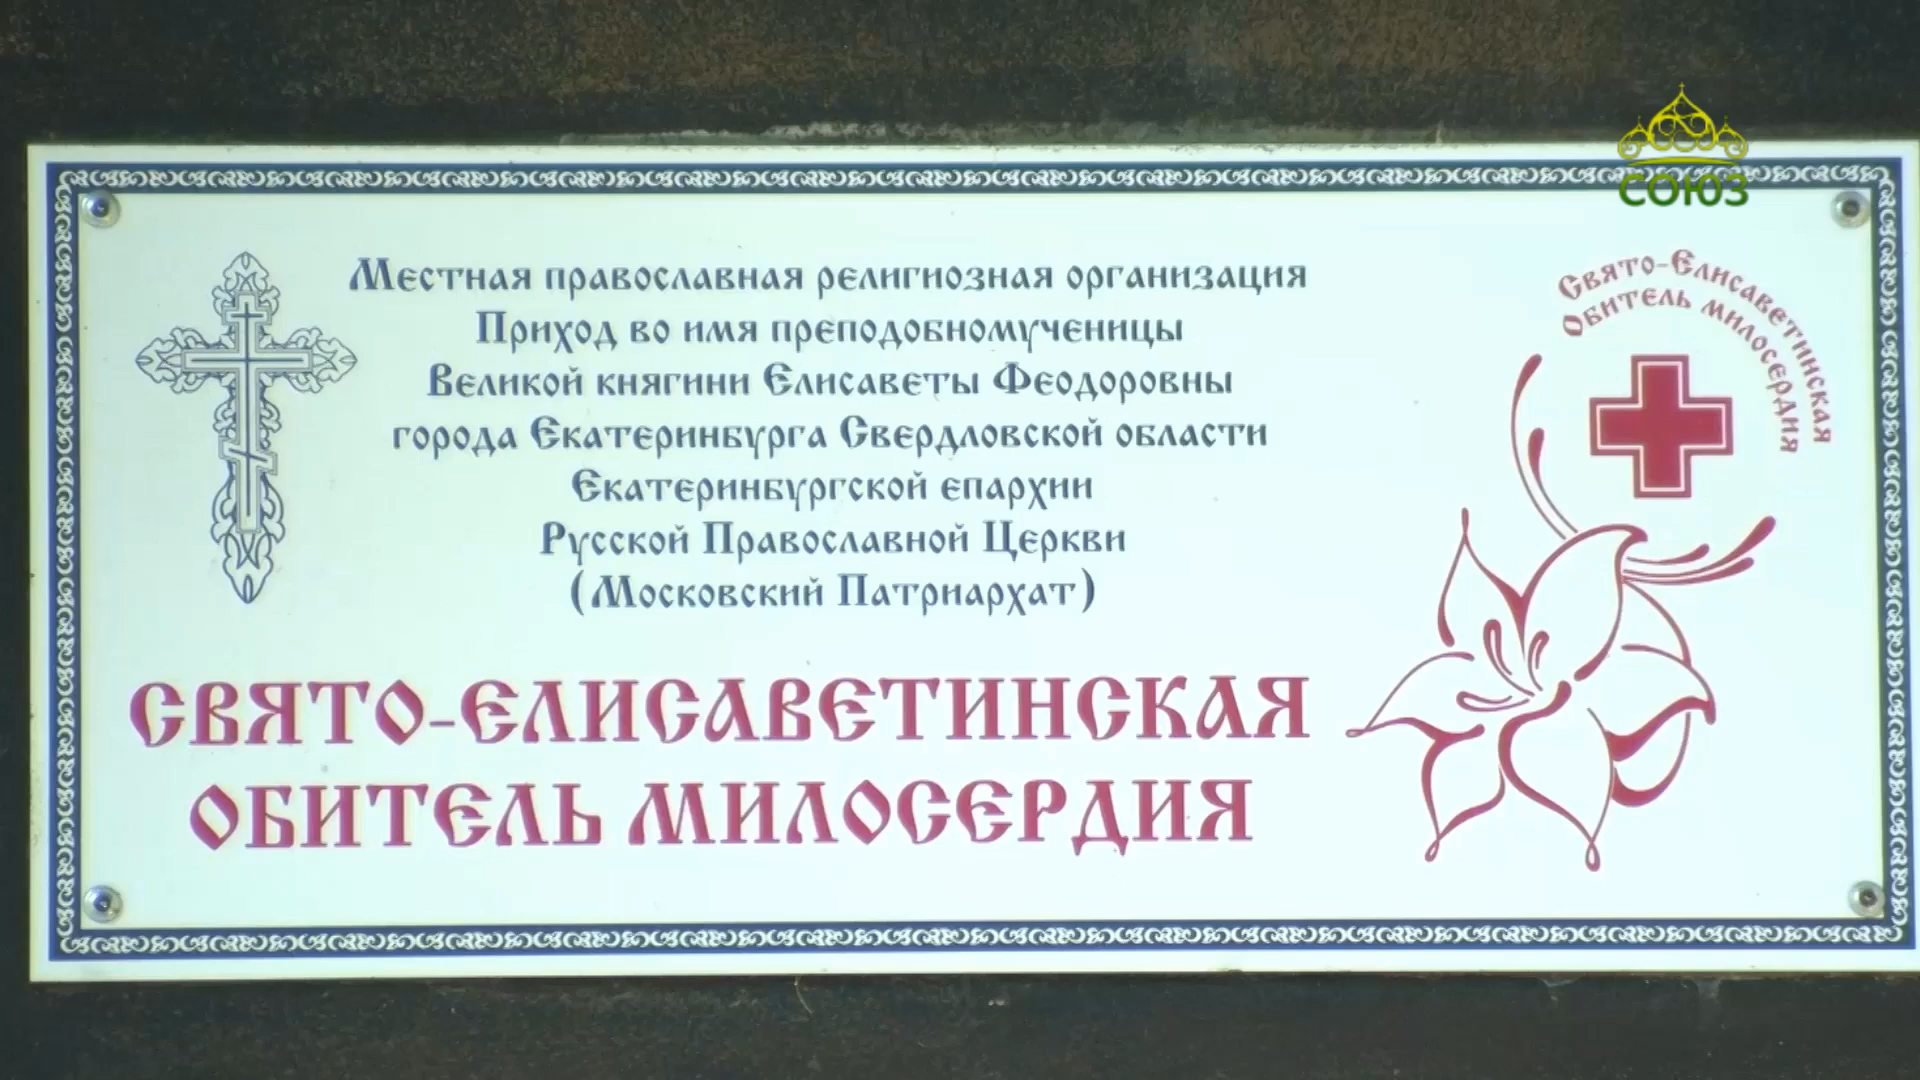 СОЮЗ
Местная православная религиозная организация
Приход во имя преподобномученицы
Великой княгини Елисаветы Феодоровны
города Екатеринбурга Свердловской области
Екатеринбургской епархии
Русской Православной Церкви
(Московский Патриархат)
СВЯТО-ЕЛИСАВЕТИНСКАЯ
ОБИТЕЛЬ МИЛОСЕРДИЯ
Свято-Елисаветинская
Обитель милосердия